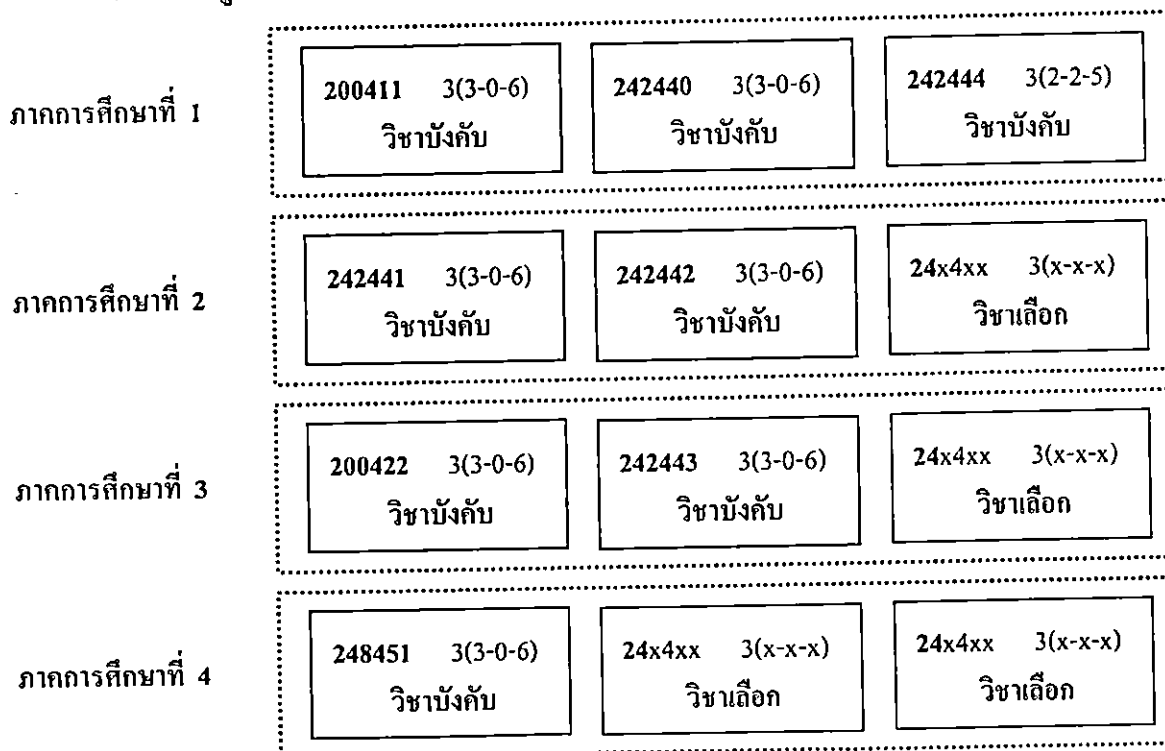 ภาคการศึกษาที่ 1
200411 3(3-0-6)
วิชาบังคับ
242440 3(3-0-6)
วิชาบังคับ
242444 3(2-2-5)
วิชาบังคับ
ภาคการศึกษาที่ 2
242441 3(3-0-6)
วิชาบังคับ
242442 3(3-0-6)
วิชาบังคับ
24x4xx 3(x-x-x)
วิชาเลือก
ภาคการศึกษาที่ 3
200422 3(3-0-6)
วิชาบังคับ
242443 3(3-0-6)
วิชาบังคับ
24x4xx 3(x-x-x)
วิชาเลือก
ภาคการศึกษาที่ 4
248451 3(3-0-6)
วิชาบังคับ
24x4xx 3(x-x-x)
วิชาเลือก
24x4xx 3(x-x-x)
วิชาเลือก